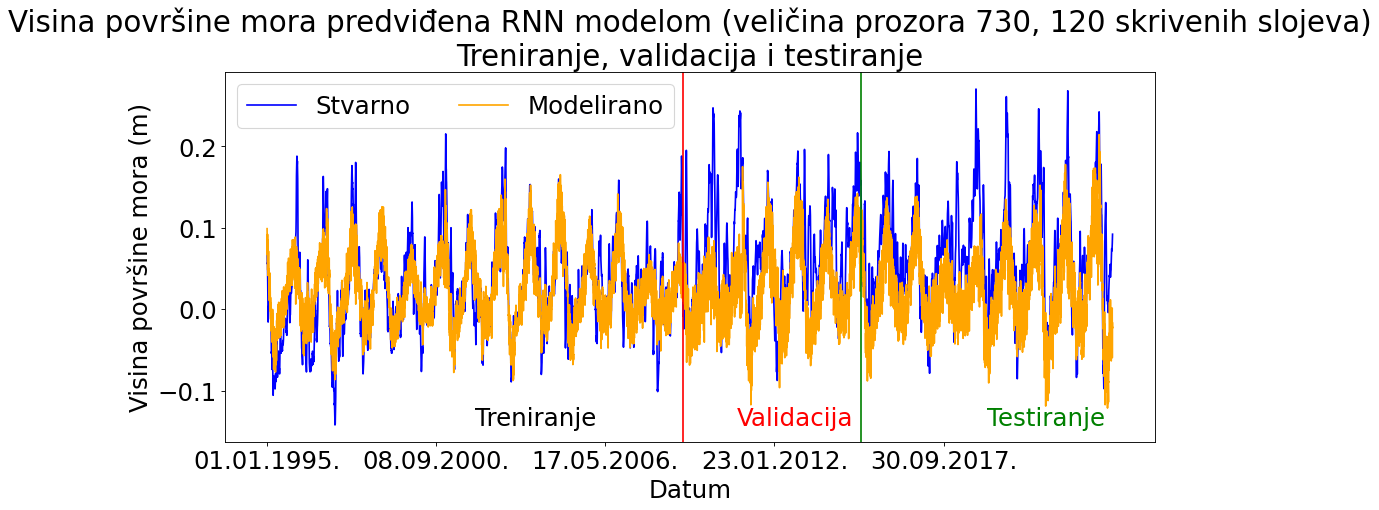 Visina površine mora predviđena RNN modelom (veličina prozora 730, 120 skrivenih slojeva)
Treniranje, validacija i testiranje
Stvarno
Modelirano
Visina površine mora (m)
0.2
0.1
0.0
−0.1
Treniranje
Validacija
Testiranje
01.01.1995.
08.09.2000.
17.05.2006.
23.01.2012.
30.09.2017.
Datum